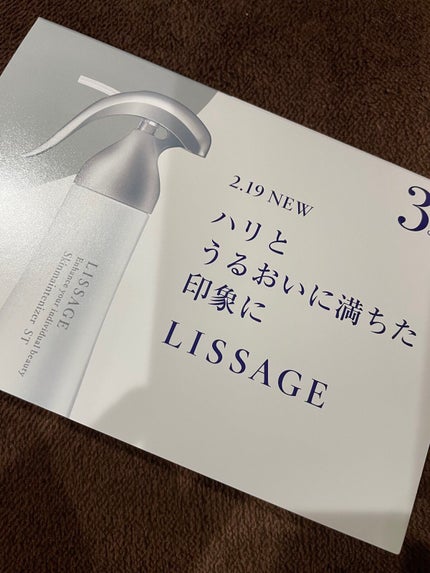 3
2.19 NEW
ハリと
うるおいに満ちた
印象に
LISSAGE
LISSAGE
Enhance your individual beauty
Skinmaintenizer ST